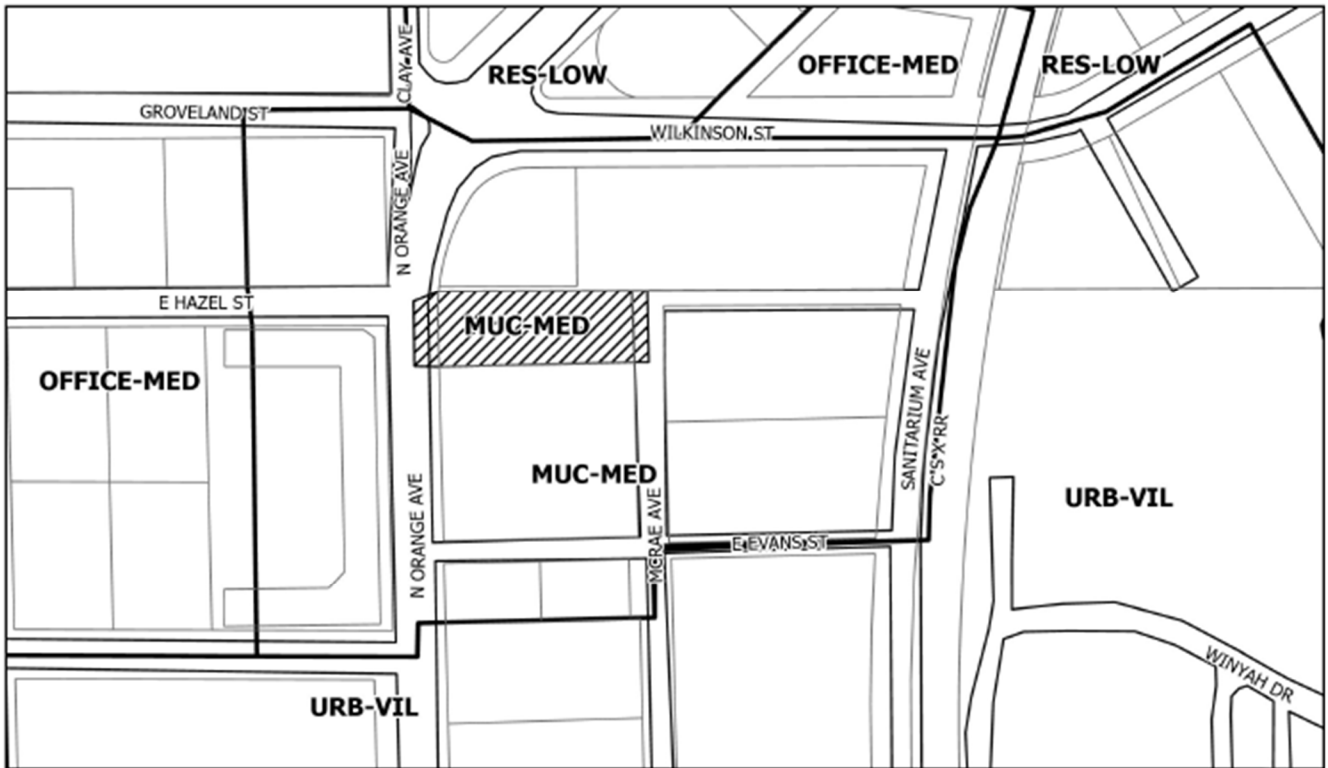 CLAY AVE
RES-LOW
OFFICE-MED
RES-LOW
GROVELAND ST
WILKINSON ST
N ORANGE AVE
E HAZEL ST
MUC-MED
OFFICE-MED
SANITARIUM AVE
C*S*X*RR
MUC-MED
N ORANGE AVE
MCRAE AVE
URB-VIL
E EVANS ST
WINYAH DR
URB-VIL